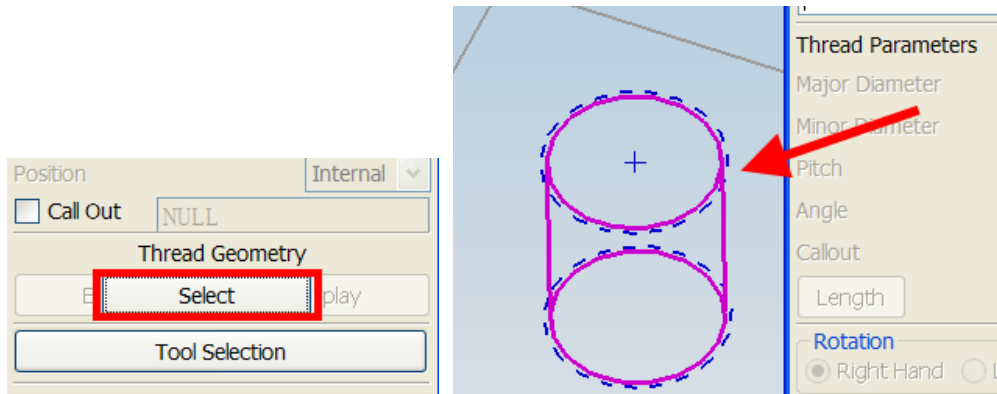 Position
Internal
Call Out
NULL
Thread Geometry
Select
play
Tool Selection
Thread Parameters
Major Diameter
Minor Diameter
Pitch
Angle
Callout
Length
Rotation
Right Hand